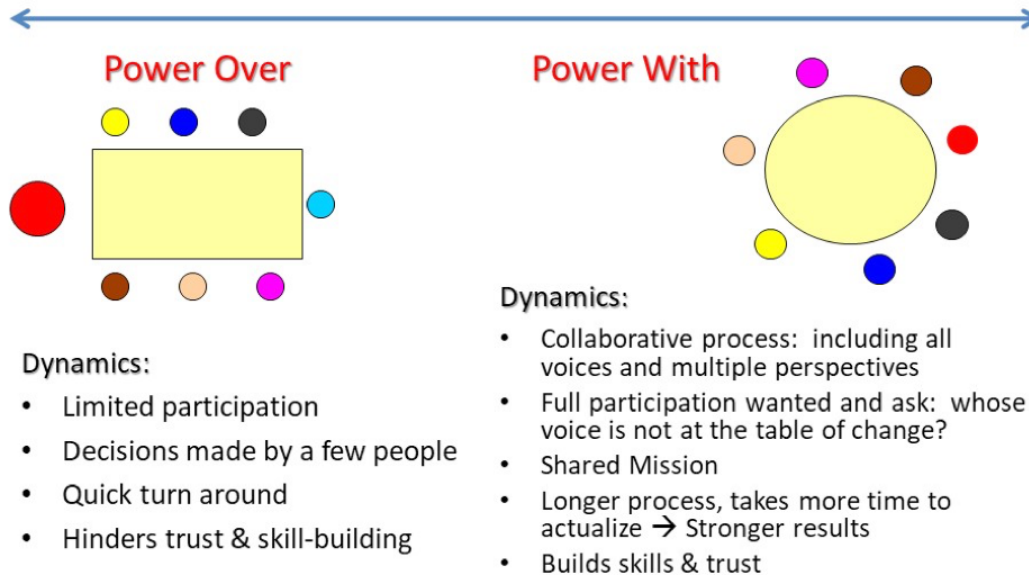 Power Over
Dynamics:
• Limited participation
• Decisions made by a few people
• Quick turn around
• Hinders trust & skill-building
Power With
Dynamics:
• Collaborative process:  including all
voices and multiple perspectives
• Full participation wanted and ask:  whose
voice is not at the table of change?
• Shared Mission
• Longer process, takes more time to
actualize → Stronger results
• Builds skills & trust